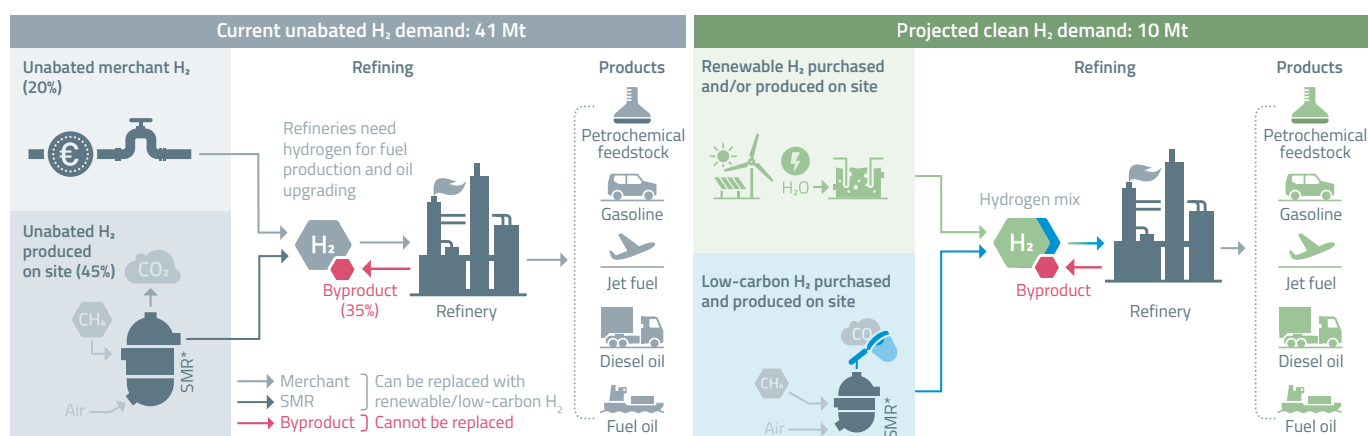 Current unabated H₂ demand: 41 Mt
Unabated merchant H₂
(20%)
€
Unabated H₂
produced
on site (45%)
CO₂
CH₄
Air
SMR*
Refining
Refineries need
hydrogen for fuel
production and oil
upgrading
H₂
Byproduct
(35%)
Refinery
Merchant
SMR
Can be replaced with
renewable/low-carbon H₂
Byproduct
Cannot be replaced
Products
Petrochemical
feedstock
Gasoline
Jet fuel
Diesel oil
Fuel oil
Projected clean H₂ demand: 10 Mt
Renewable H₂ purchased
and/or produced on site
H₂O
Low-carbon H₂ purchased
and produced on site
CO
CH₄
Air
SMR*
Refining
Hydrogen mix
H₂
Byproduct
Refinery
Products
Petrochemical
feedstock
Gasoline
Jet fuel
Diesel oil
Fuel oil